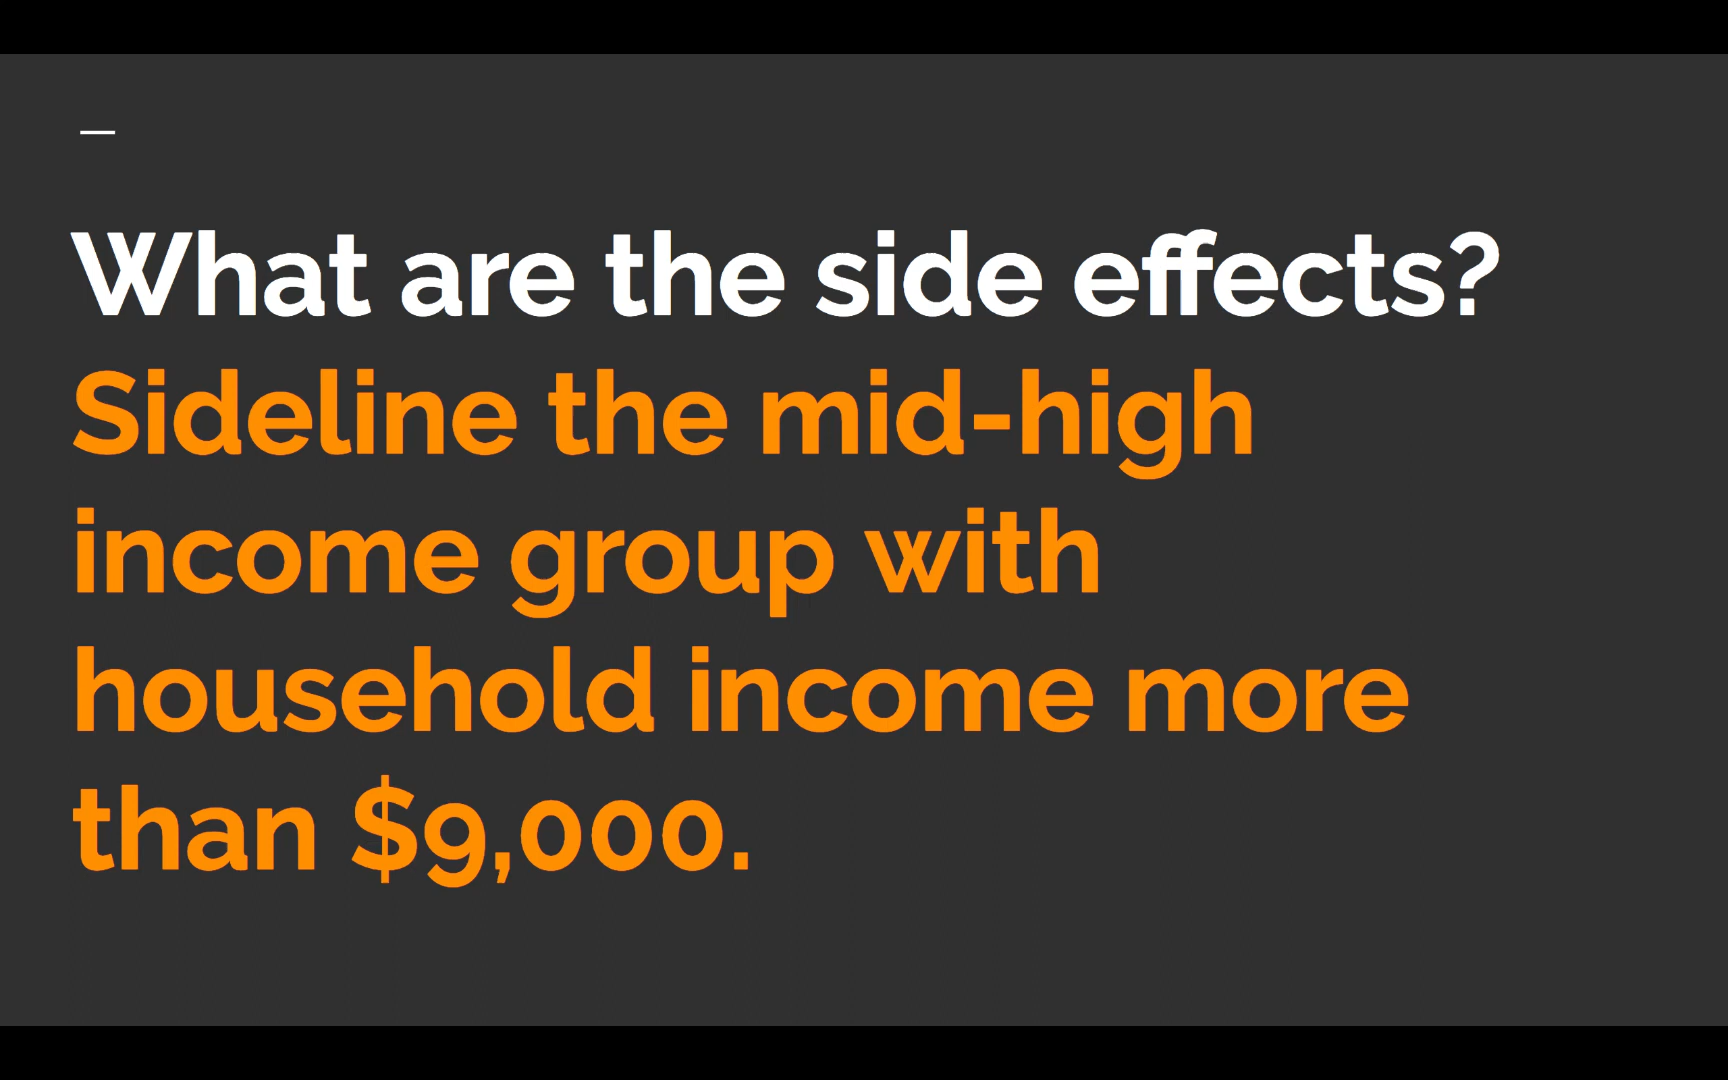 What are the side effects?
Sideline the mid-high
income group with
household income more
than $9,000.